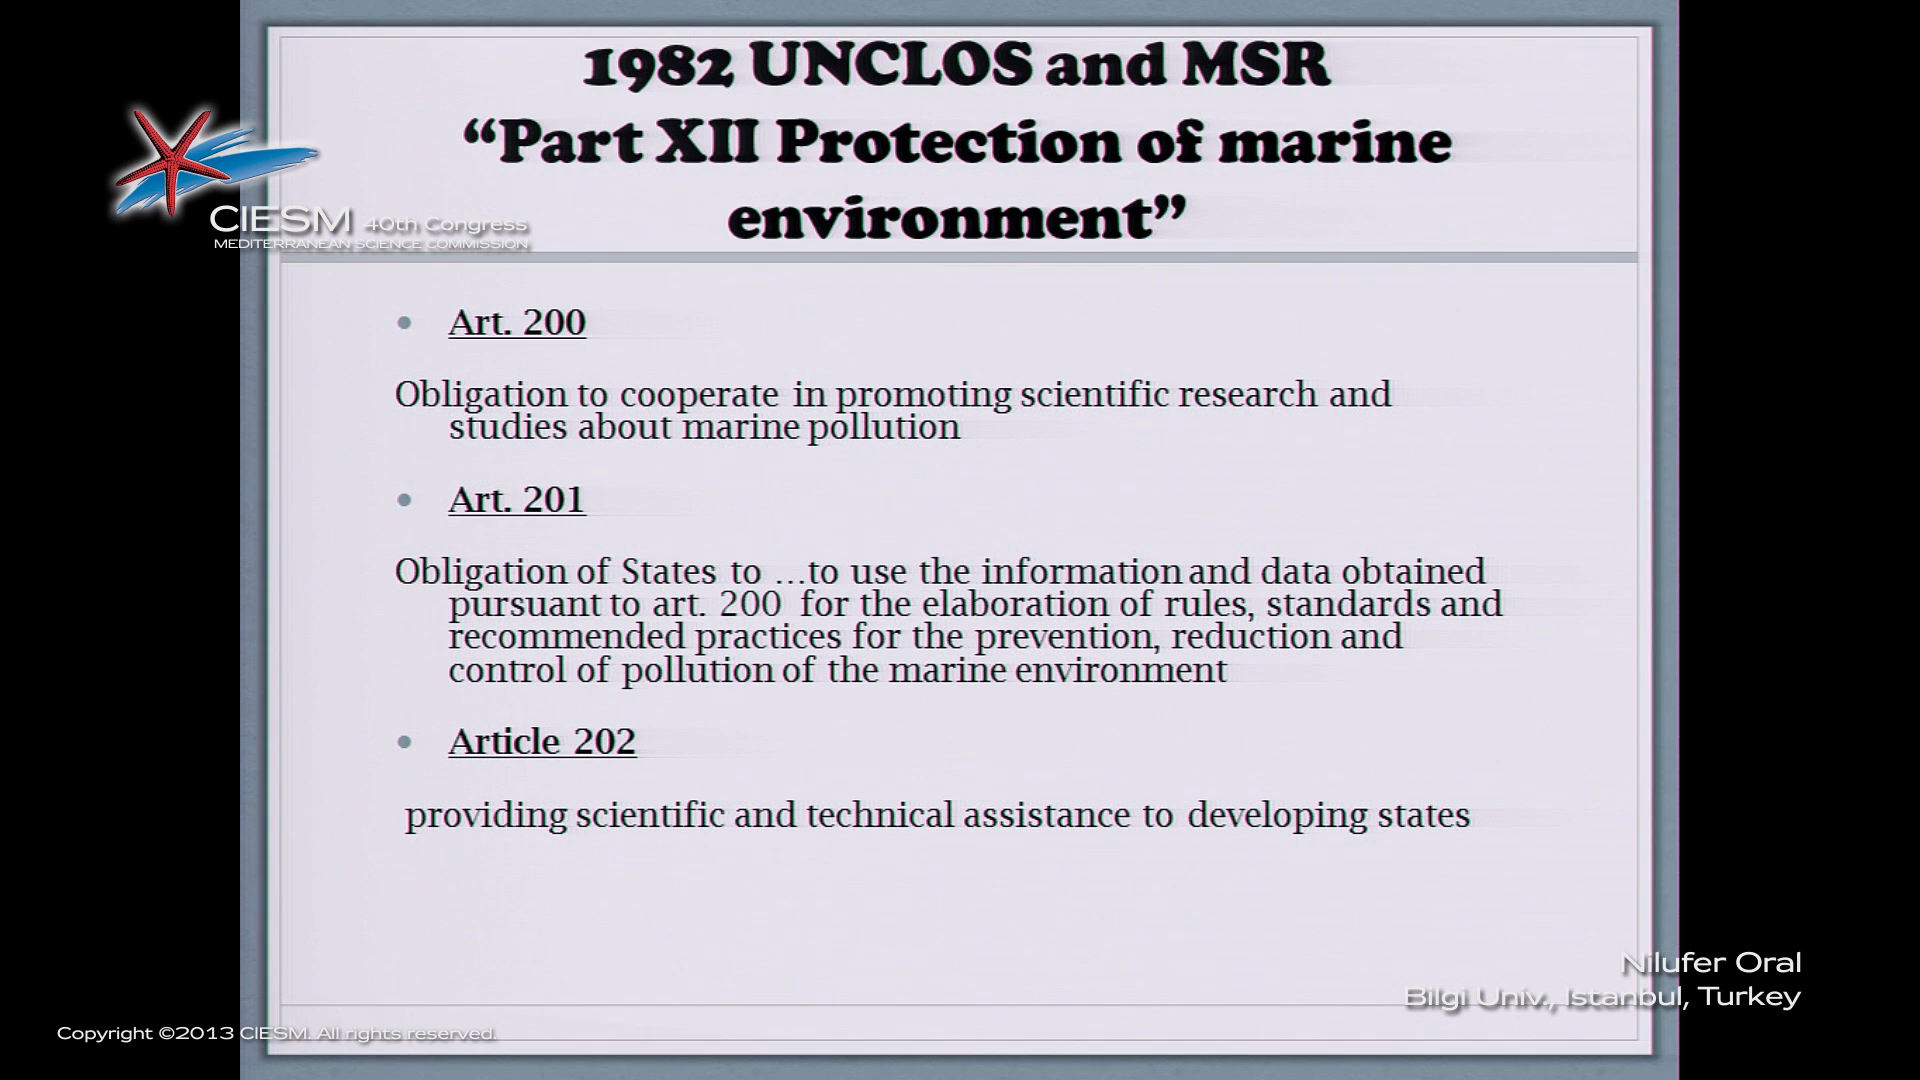 1982 UNCLOS and MSR
“Part XII Protection of marine
environment”
CIESM 40th Congress
MEDITERRANEAN SCIENCE COMMISSION
• Art. 200
Obligation to cooperate in promoting scientific research and
studies about marine pollution
• Art. 201
Obligation of States to ...to use the information and data obtained
pursuant to art. 200 for the elaboration of rules, standards and
recommended practices for the prevention, reduction and
control of pollution of the marine environment
• Article 202
providing scientific and technical assistance to developing states
Nilufer Oral
Bilgi Univ., Istanbul, Turkey
Copyright ©2013 CIESM. All rights reserved.